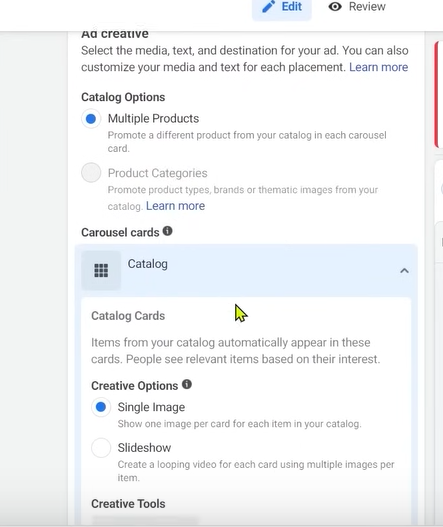 Edit
Review
Ad creative
Select the media, text, and destination for your ad. You can also
customize your media and text for each placement. Learn more
Catalog Options
Multiple Products
Promote a different product from your catalog in each carousel
card.
Product Categories
Promote product types, brands or thematic images from your
catalog. Learn more
Carousel cards
Catalog
Catalog Cards
Items from your catalog automatically appear in these
cards. People see relevant items based on their interest.
Creative Options
Single Image
Show one image per card for each item in your catalog.
Slideshow
Create a looping video for each card using multiple images per
item.
Creative Tools